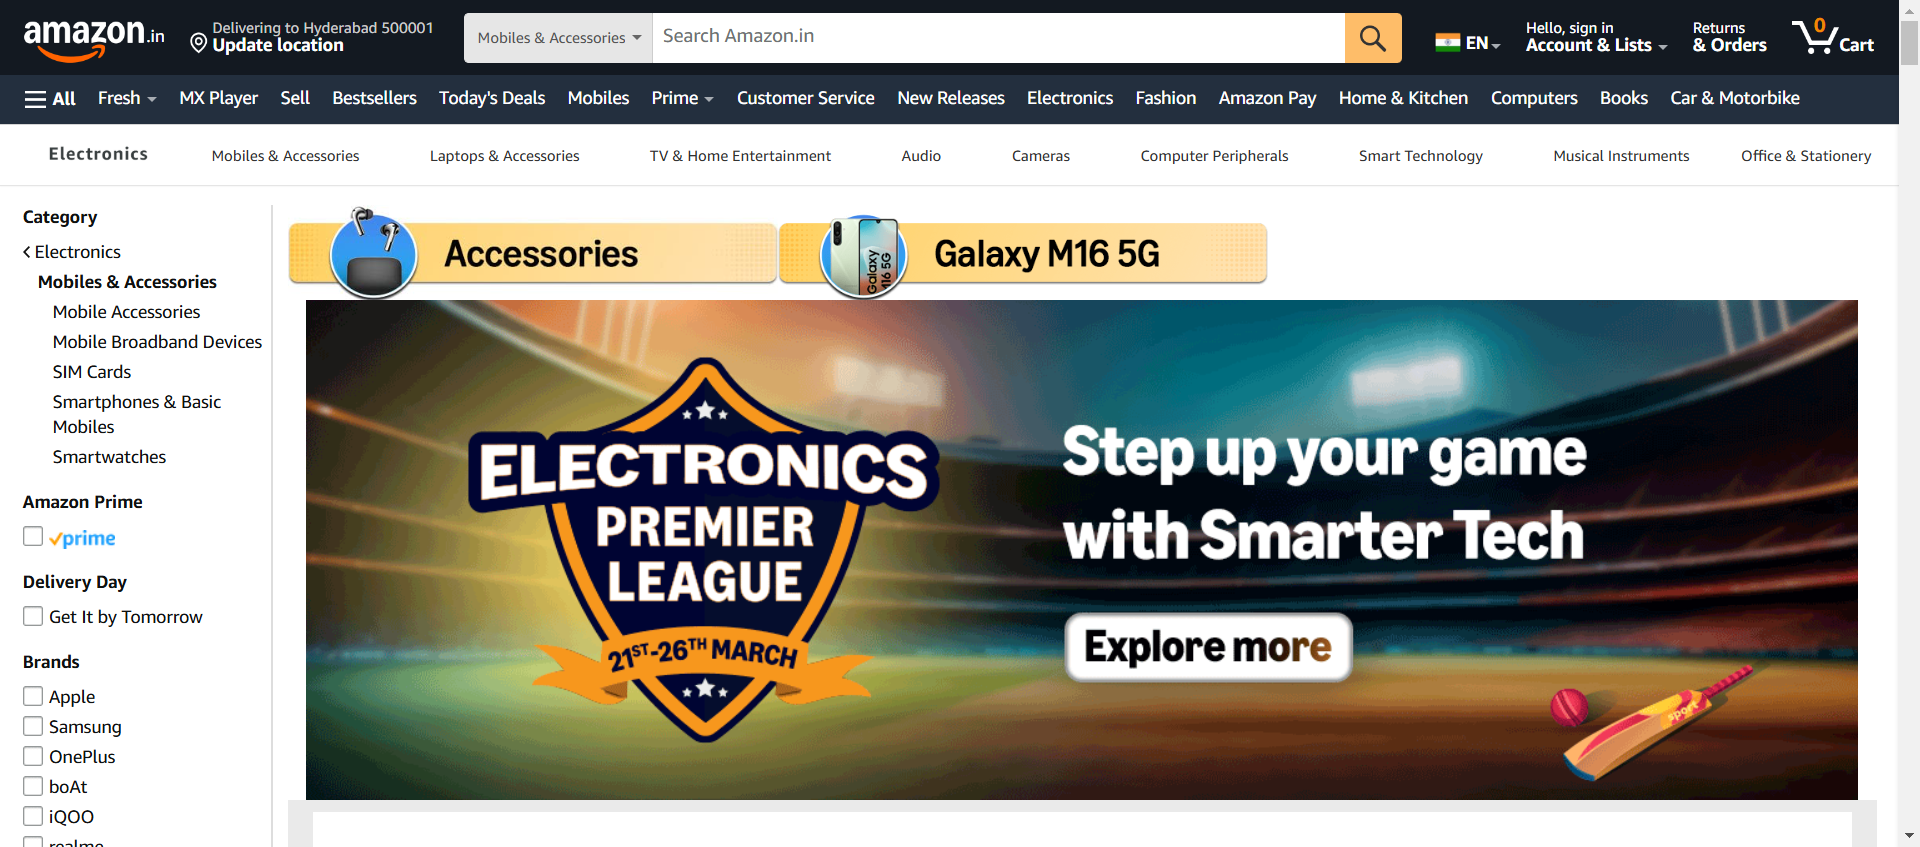 amazon.in
Delivering to Hyderabad 500001
Update location
Mobiles & Accessories
Search Amazon.in
EN
Hello, sign in
Account & Lists
Returns
& Orders
0
Cart
All
Fresh
MX Player
Sell
Bestsellers
Today's Deals
Mobiles
Prime
Customer Service
New Releases
Electronics
Fashion
Amazon Pay
Home & Kitchen
Computers
Books
Car & Motorbike
Electronics
Mobiles & Accessories
Laptops & Accessories
TV & Home Entertainment
Audio
Cameras
Computer Peripherals
Smart Technology
Musical Instruments
Office & Stationery
Category
Electronics
Mobiles & Accessories
Mobile Accessories
Mobile Broadband Devices
SIM Cards
Smartphones & Basic
Mobiles
Smartwatches
Amazon Prime
prime
Delivery Day
Get It by Tomorrow
Brands
Apple
Samsung
OnePlus
boAt
iQOO
realme
Accessories
Galaxy
M16 5G
Galaxy M16 5G
ELECTRONICS
PREMIER
LEAGUE
21ST-26TH MARCH
Step up your game
with Smarter Tech
Explore more
sport